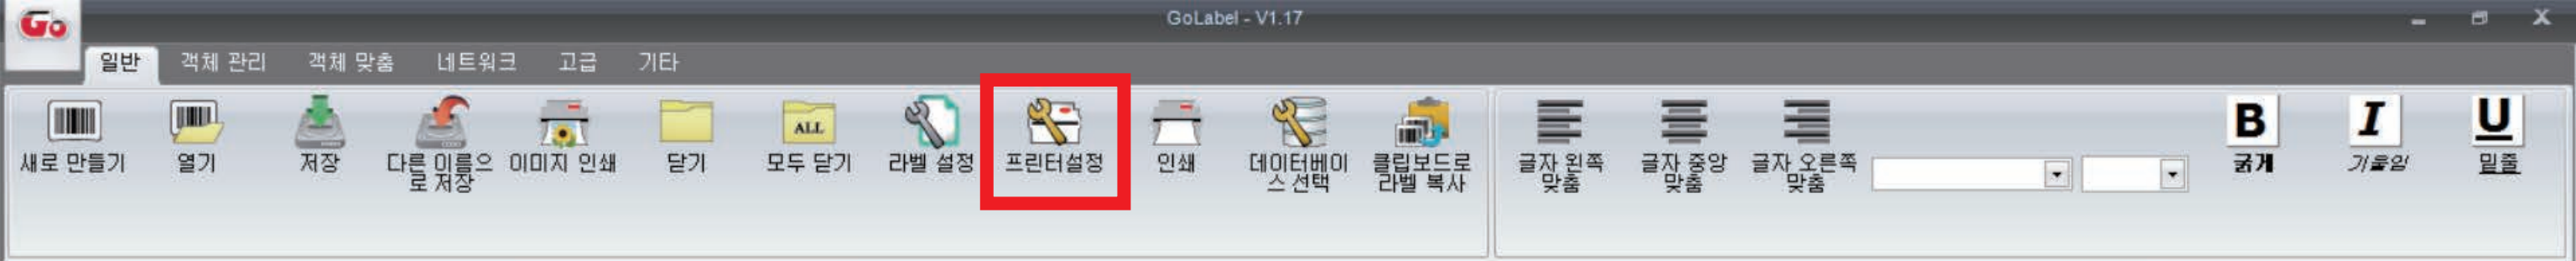 Go
GoLabel - V1.17
일반 객체 관리 객체 맞춤 네트워크 고급 기타
새로 만들기
열기
저장
다른 이름으
로 저장
이미지 인쇄
닫기
ALL
모두 닫기
라벨 설정
프린터설정
인쇄
데이터베이
스 선택
클립보드로
라벨 복사
글자 왼쪽
맞춤
글자 중앙
맞춤
글자 오른쪽
맞춤
B
굵게
I
기울임
U
밑줄